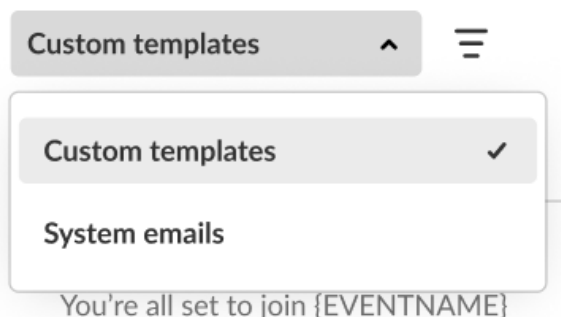 Custom templates
Custom templates
System emails
You're all set to join {EVENTNAME}